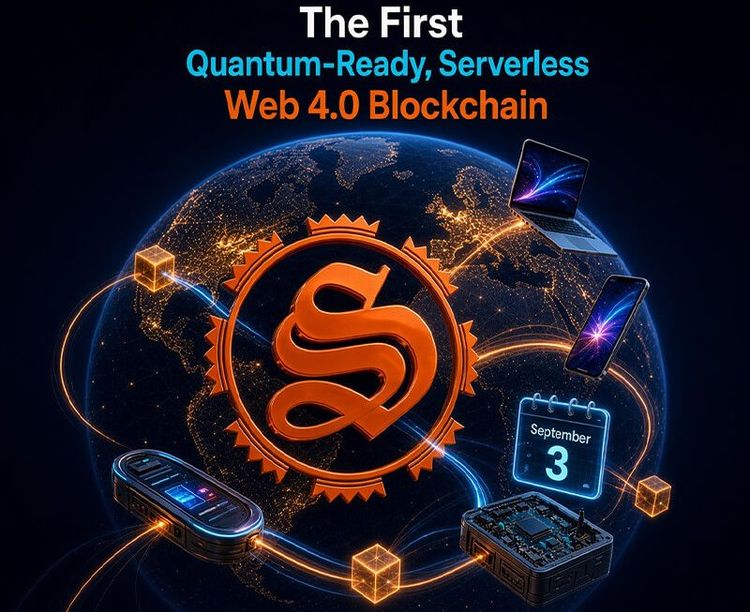 The First
Quantum-Ready, Serverless
Web 4.0 Blockchain
S
September
3